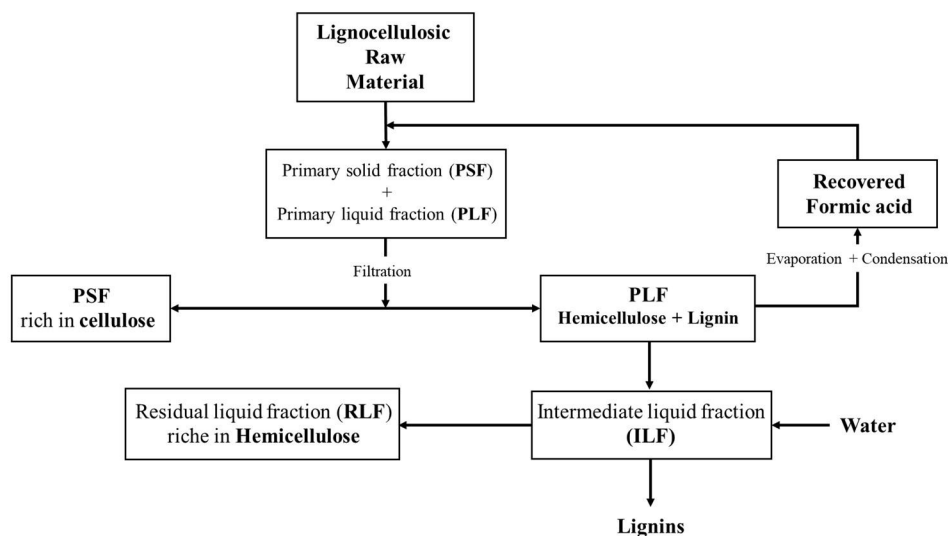 Lignocellulosic
Raw
Material
Primary solid fraction (PSF)
+
Primary liquid fraction (PLF)
Recovered
Formic acid
Evaporation + Condensation
Filtration
PSF
rich in cellulose
PLF
Hemicellulose + Lignin
Residual liquid fraction (RLF)
riche in Hemicellulose
Intermediate liquid fraction
(ILF)
Water
Lignins